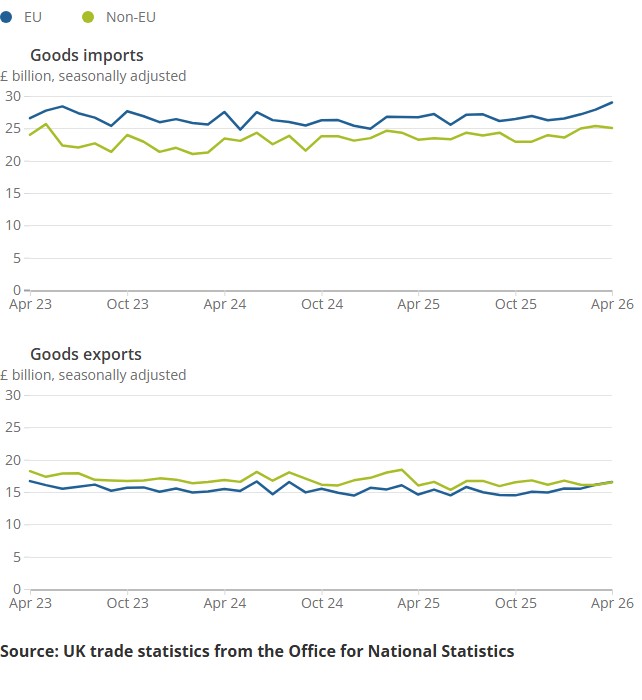 EU Non-EU
Goods imports
£ billion, seasonally adjusted
30
25
20
15
10
5
0
Apr 23 Oct 23 Apr 24 Oct 24 Apr 25 Oct 25 Apr 26
Goods exports
£ billion, seasonally adjusted
30
25
20
15
10
5
0
Apr 23 Oct 23 Apr 24 Oct 24 Apr 25 Oct 25 Apr 26
Source: UK trade statistics from the Office for National Statistics